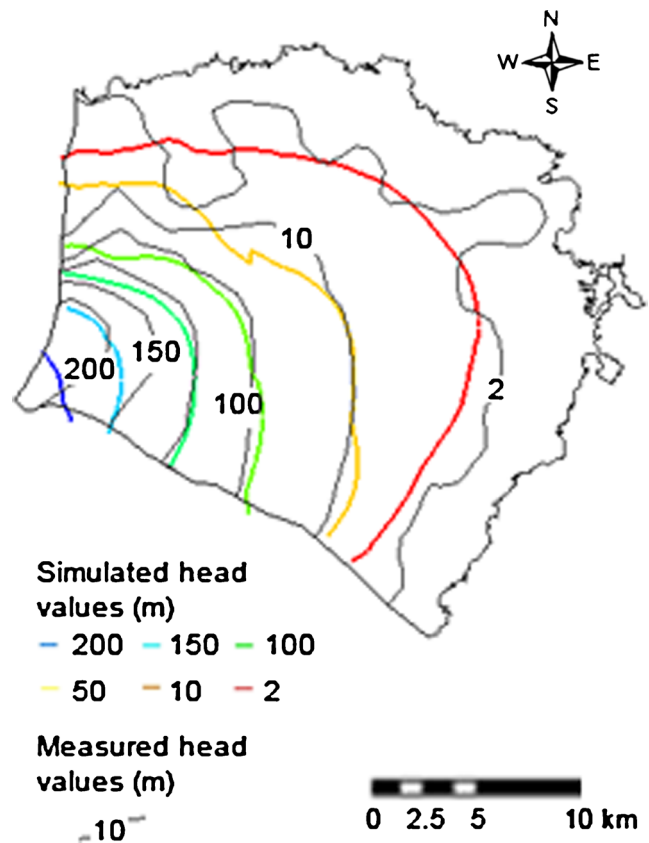 N
W E
S
10
200 150
100
2
Simulated head
values (m)
200 150 100
50 10 2
Measured head
values (m)
10
0 2.5 5 10 km